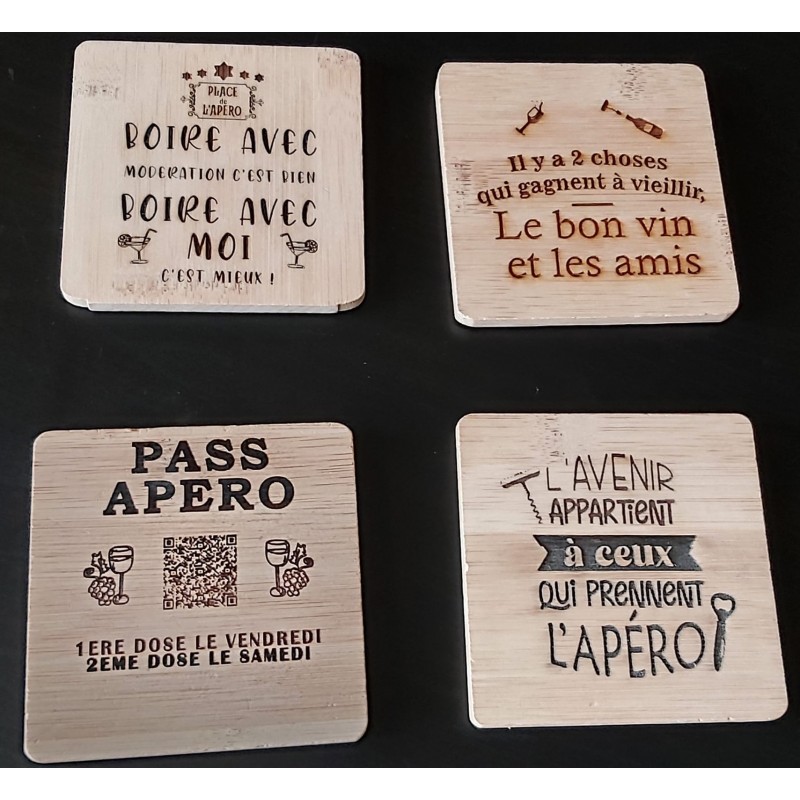 PLACE
de
L'APERO
BOIRE AVEC
MODERATION C'EST BIEN
BOIRE AVEC
MOI
C'EST MIEUX !
Il y a 2 choses
qui gagnent à vieillir,
Le bon vin
et les amis
PASS
APERO
1ERE DOSE LE VENDREDI
2EME DOSE LE SAMEDI
L'AVENIR
APPARTIENT
à ceux
QUI PRENNENT
L'APÉRO